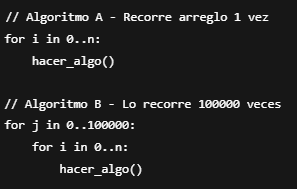 // Algoritmo A - Recorre arreglo 1 vez
for i in 0..n:
    hacer_algo()
// Algoritmo B - Lo recorre 100000 veces
for j in 0..100000:
    for i in 0..n:
        hacer_algo()